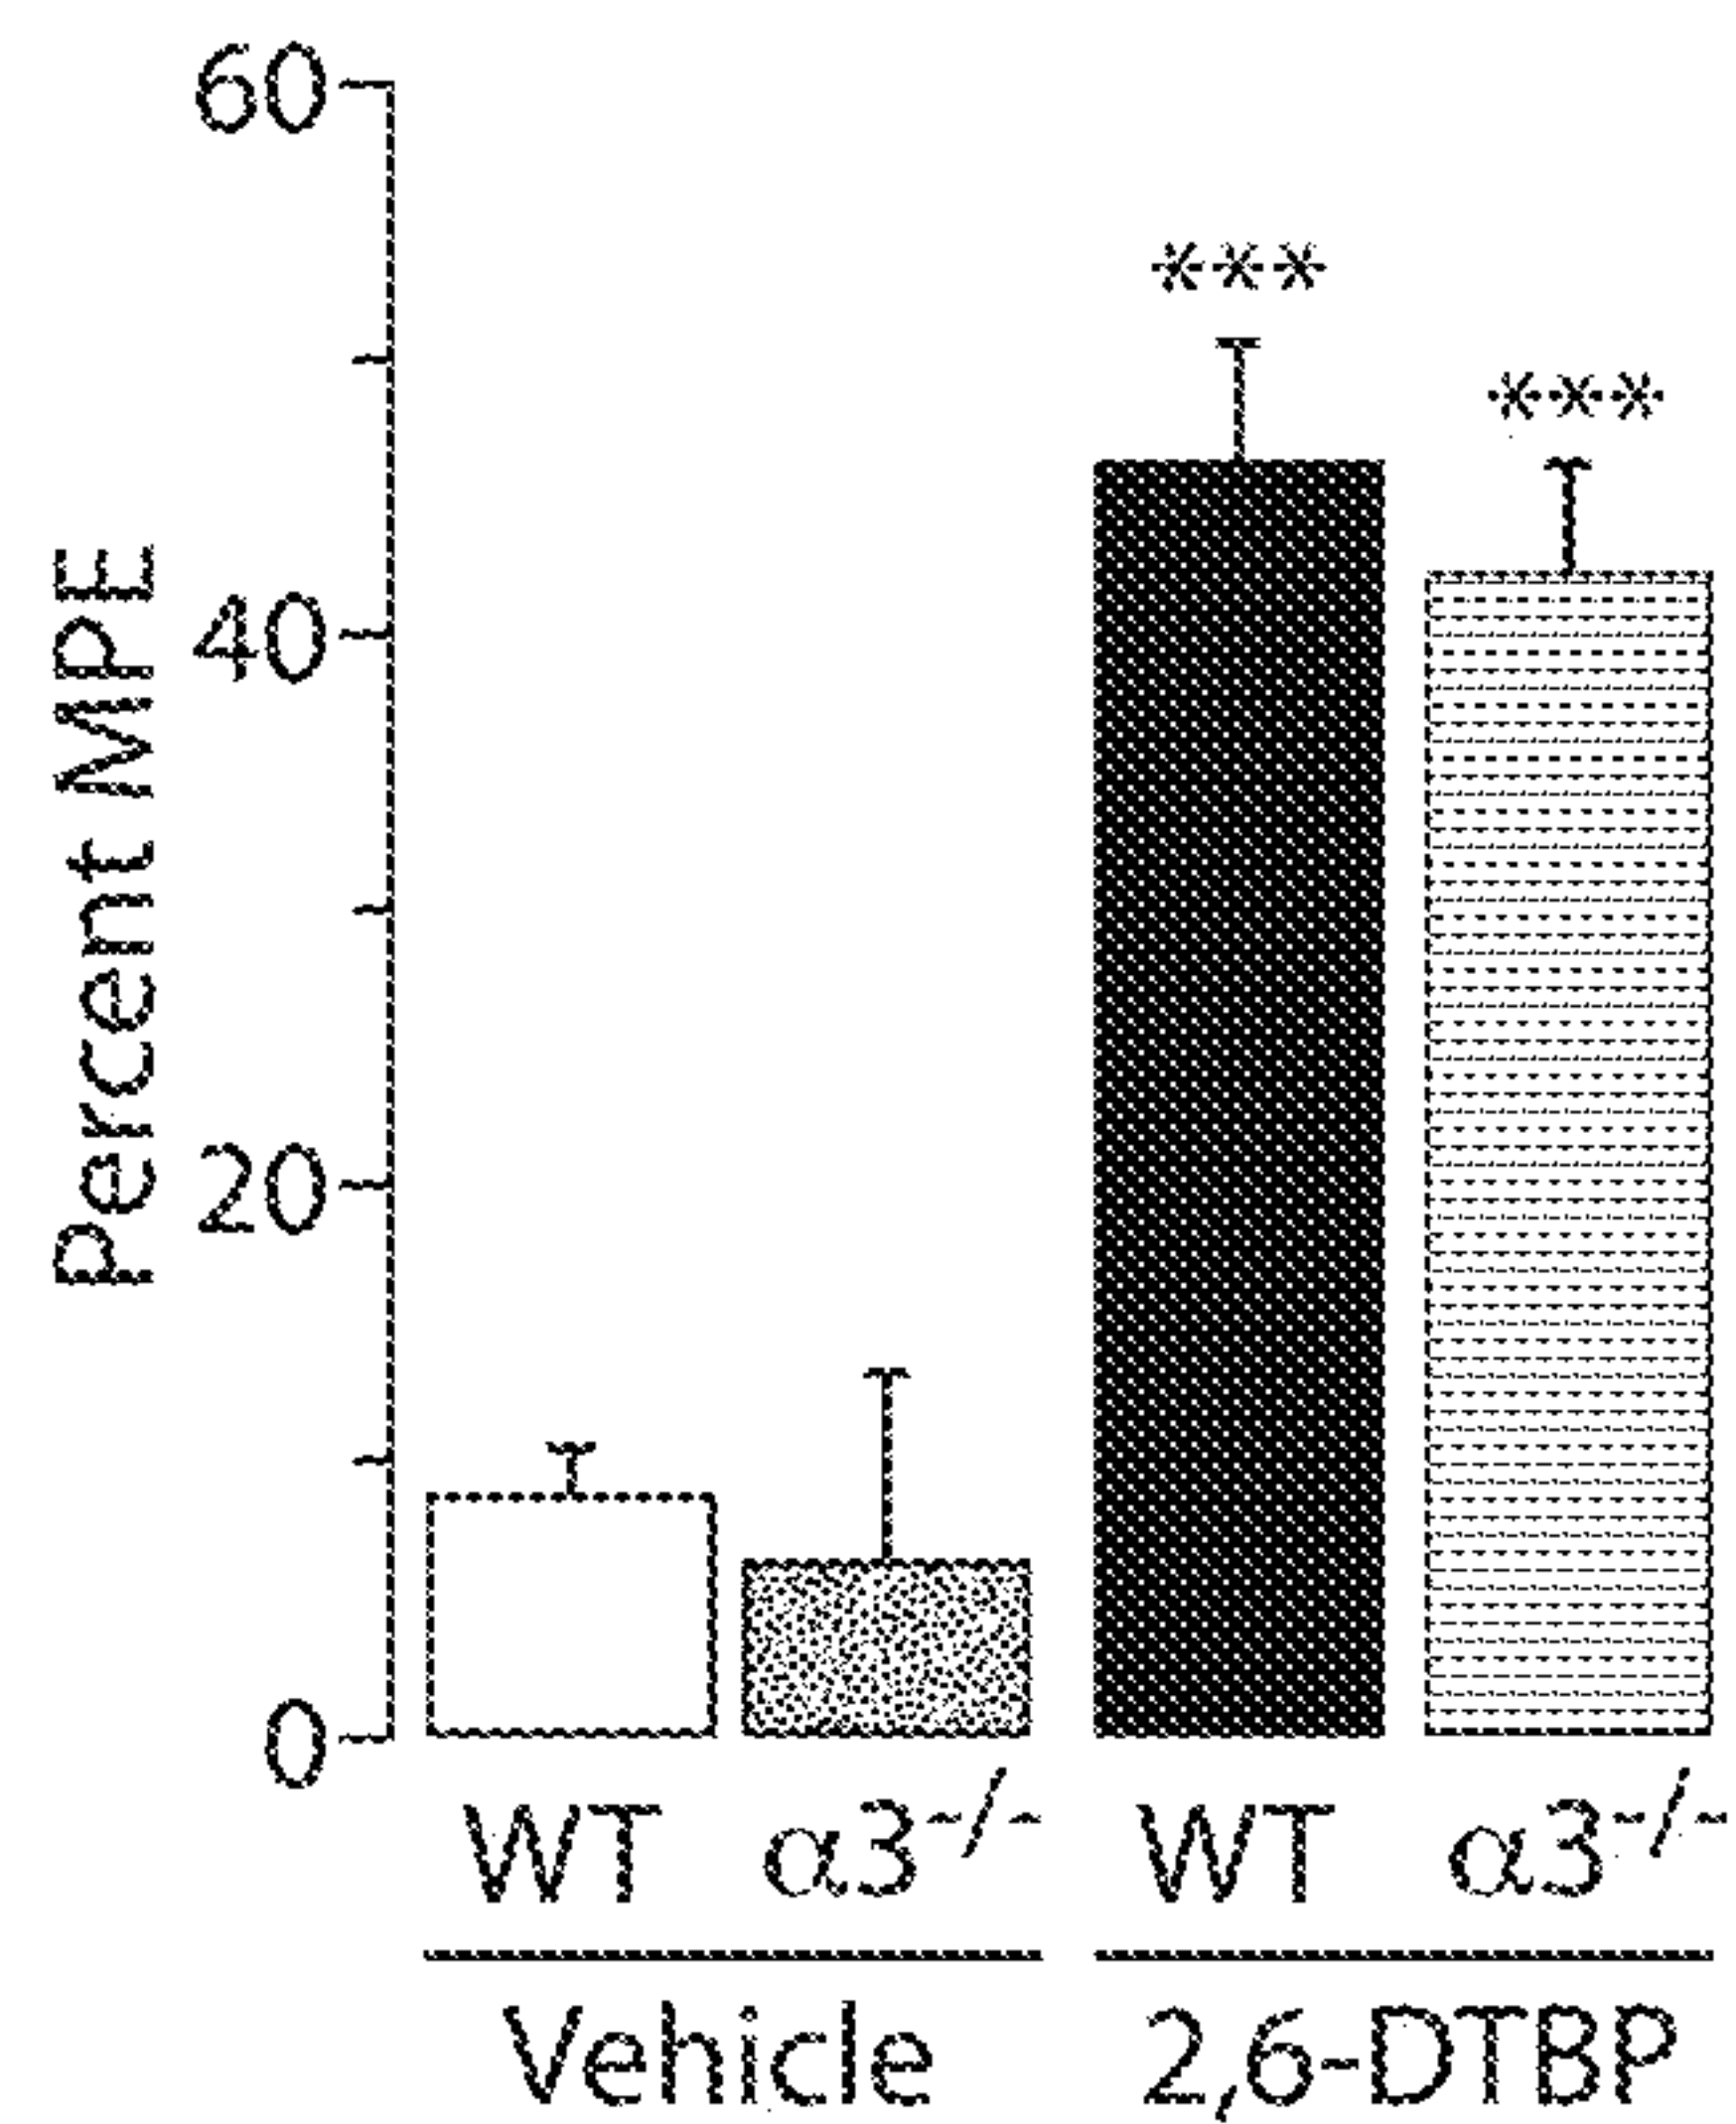 60
***
***
40
20
0
Percent MPE
WT α3⁻/⁻ WT α3⁻/⁻
Vehicle 2,6-DTBP